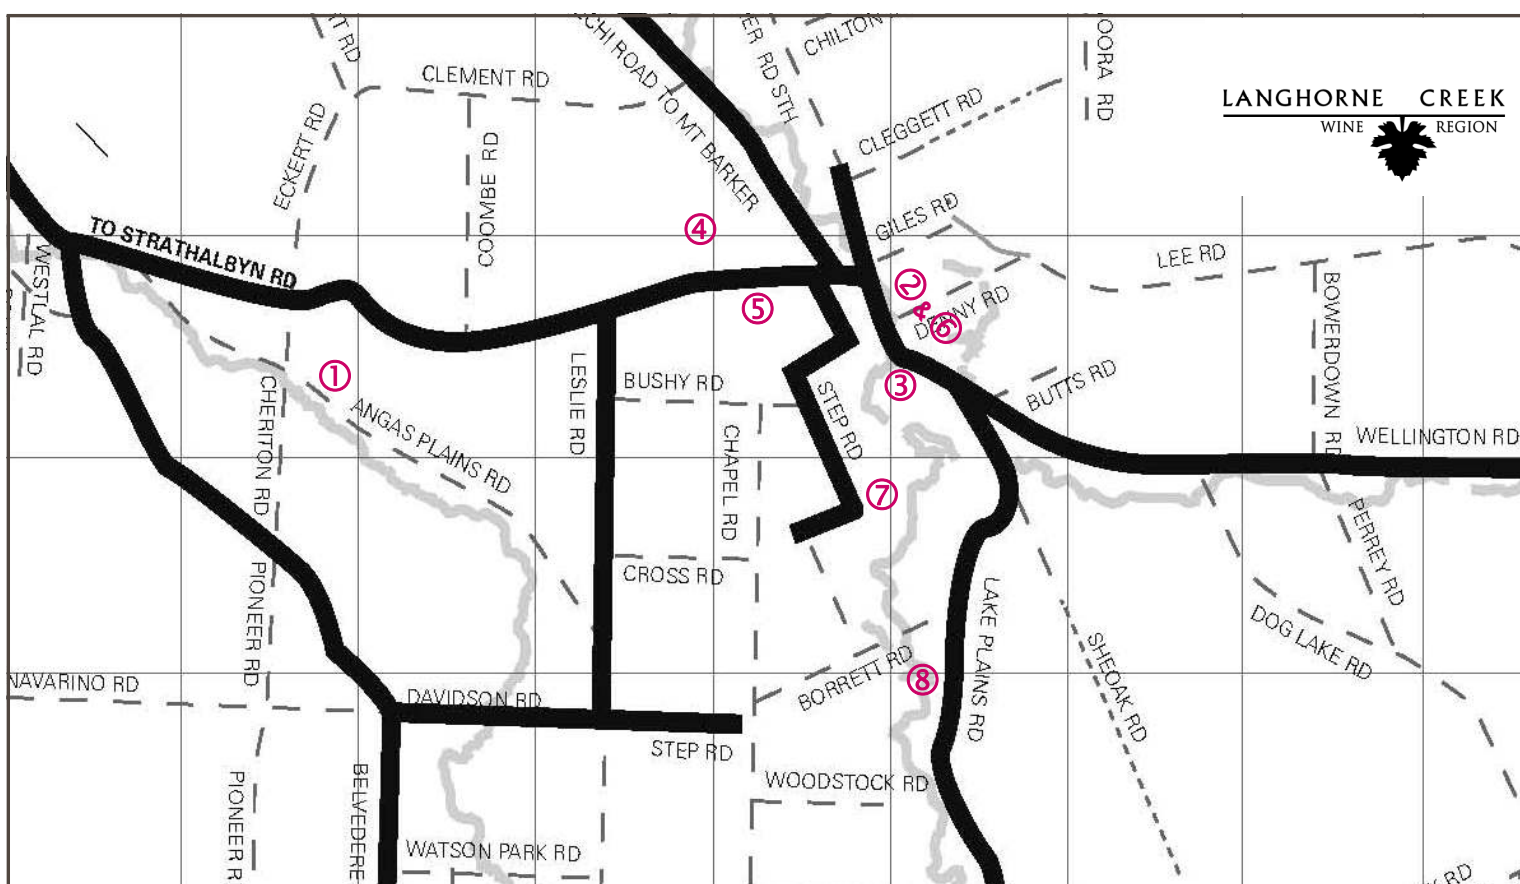 CHILTON
CLEMENT RD
CHI ROAD TO MT BARKER
ER RD STH
OORA RD
LANGHORNE CREEK
WINE REGION
CLEGGETT RD
ECKERT RD
COOMBE RD
GILES RD
④
TO STRATHALBYN RD
LEE RD
WESTLAL RD
② & ⑥
⑤
DENNY RD
BOWERDOWN RD
①
CHERITON RD
LESLIE RD
BUSHY RD
STEP RD
③
BUTTS RD
ANGAS PLAINS RD
CHAPEL RD
WELLINGTON RD
⑦
PERREY RD
CROSS RD
PIONEER RD
LAKE PLAINS RD
DOG LAKE RD
SHEOAK RD
BORRETT RD
⑧
NAVARINO RD
DAVIDSON RD
STEP RD
WOODSTOCK RD
PIONEER R
BELVEDERE
WATSON PARK RD
RD